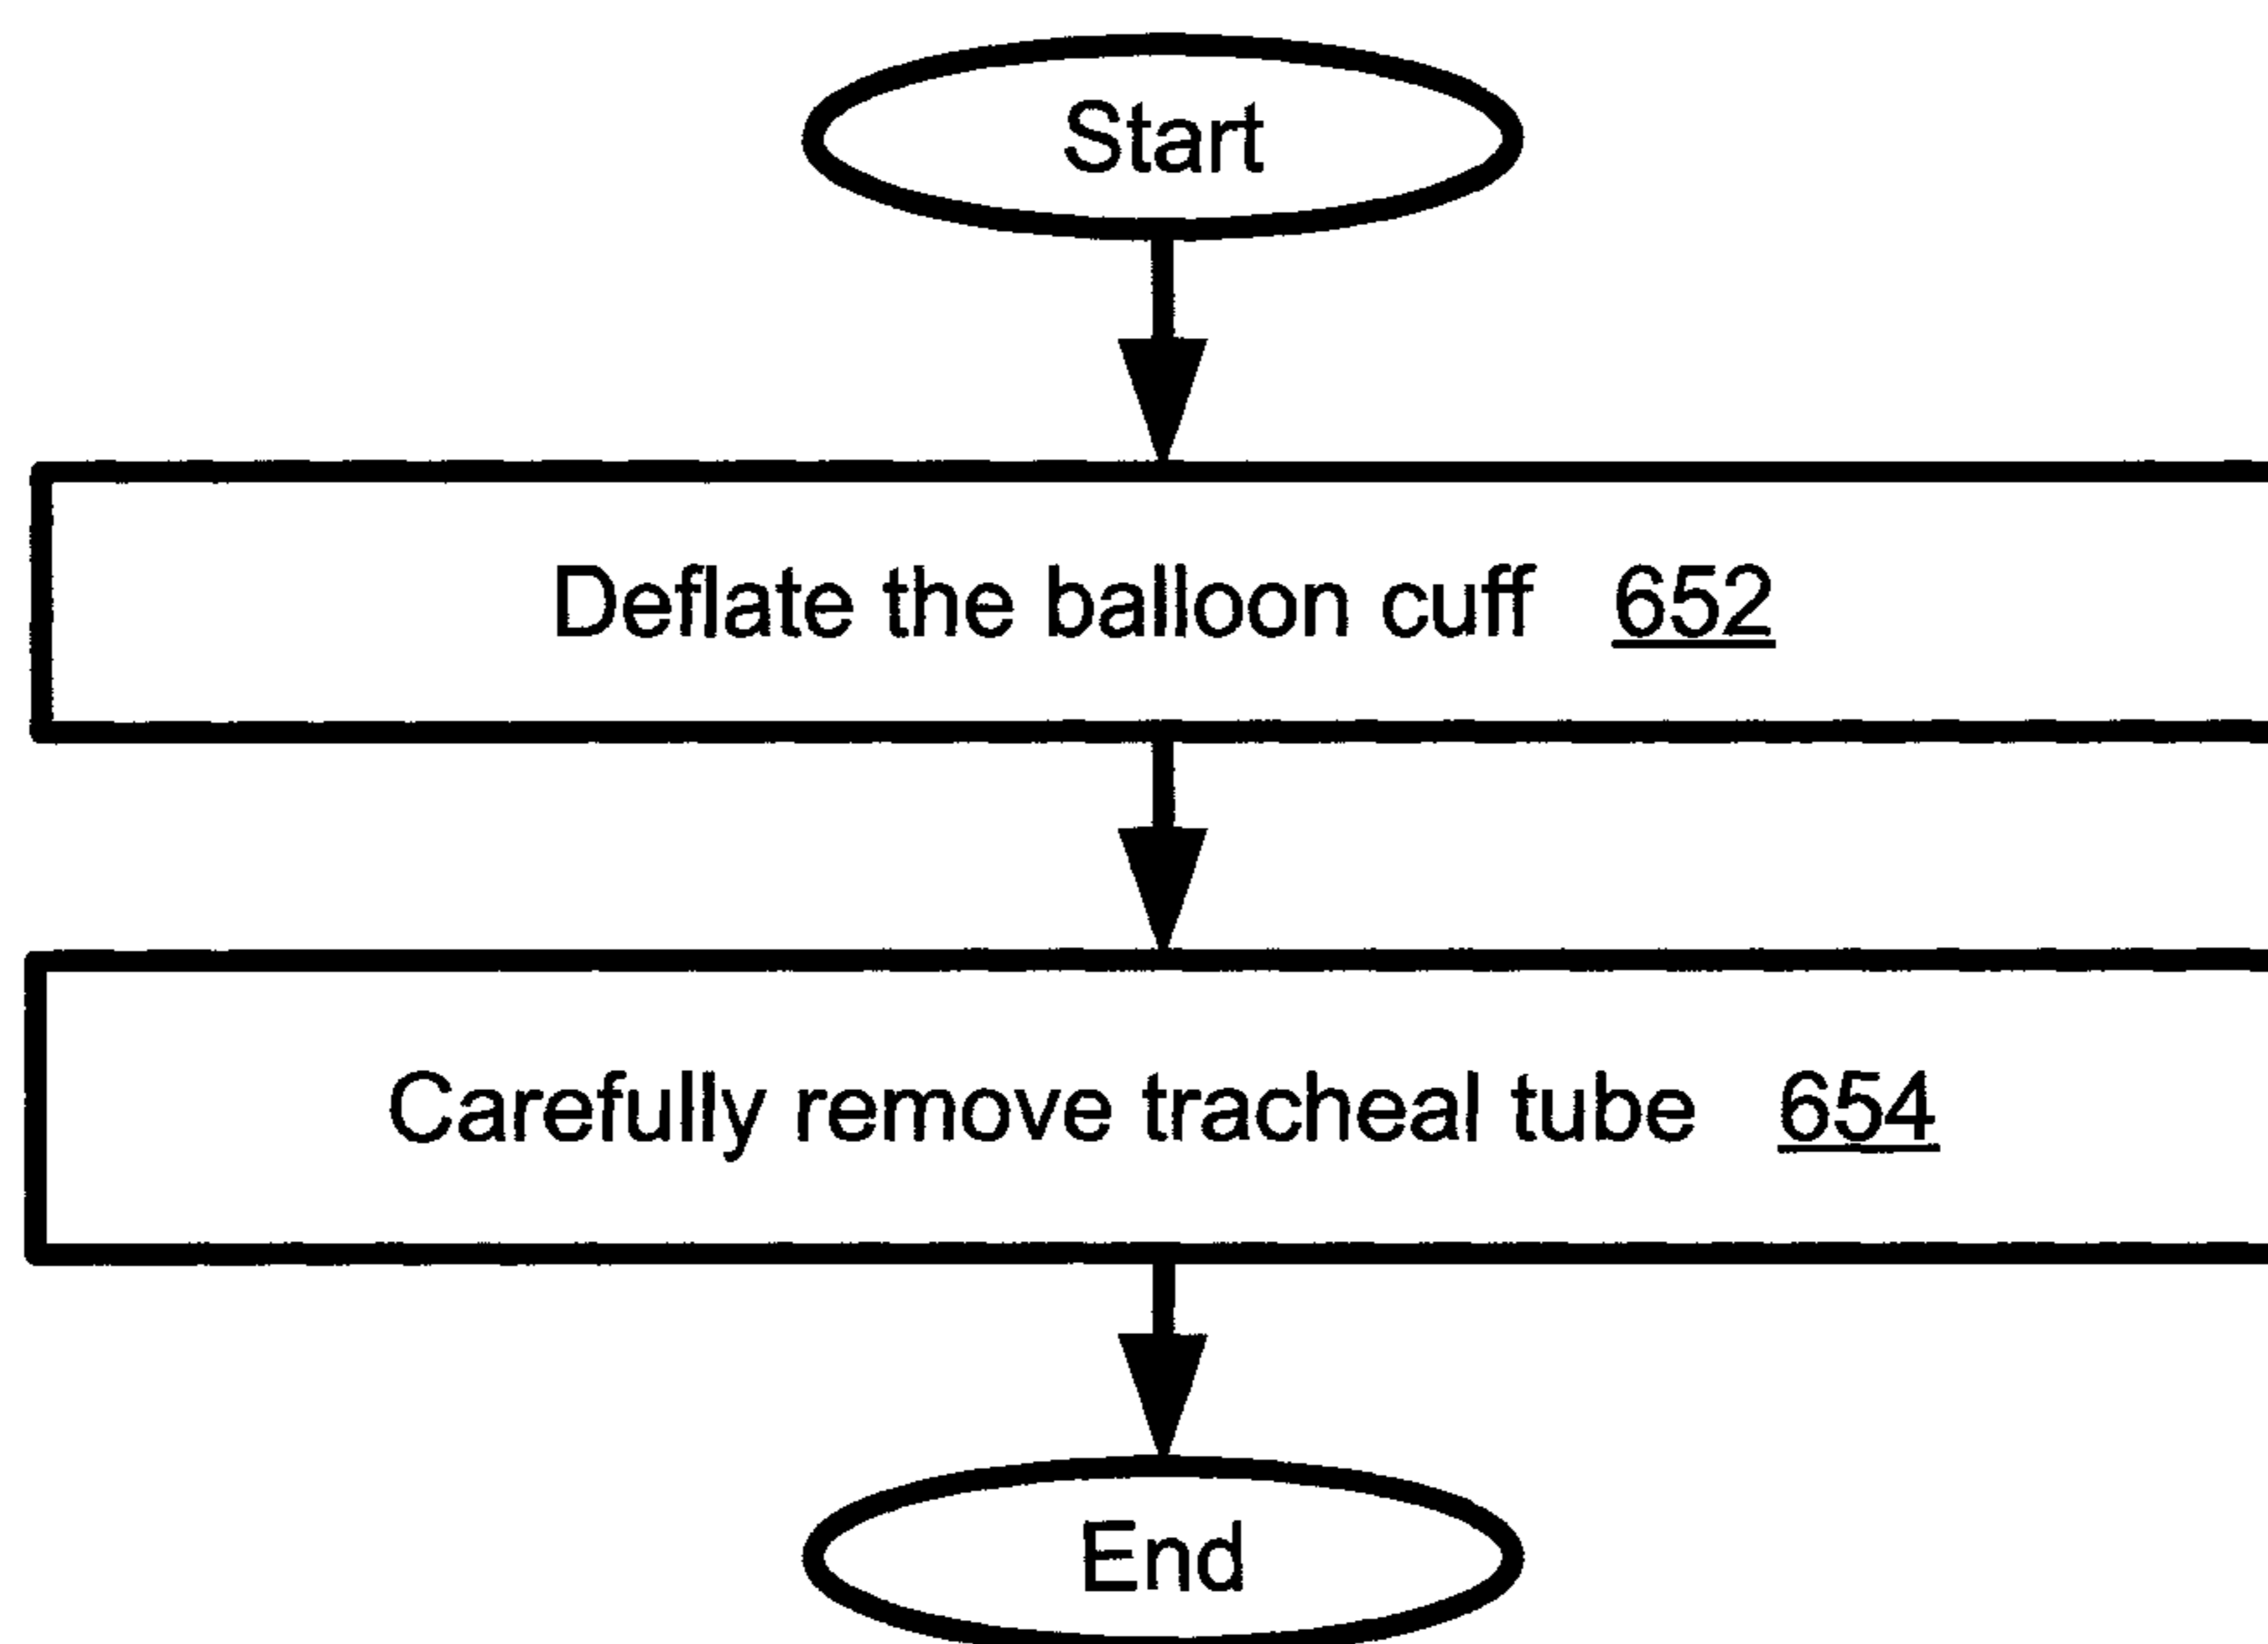 Start
Deflate the balloon cuff 652
Carefully remove tracheal tube 654
End